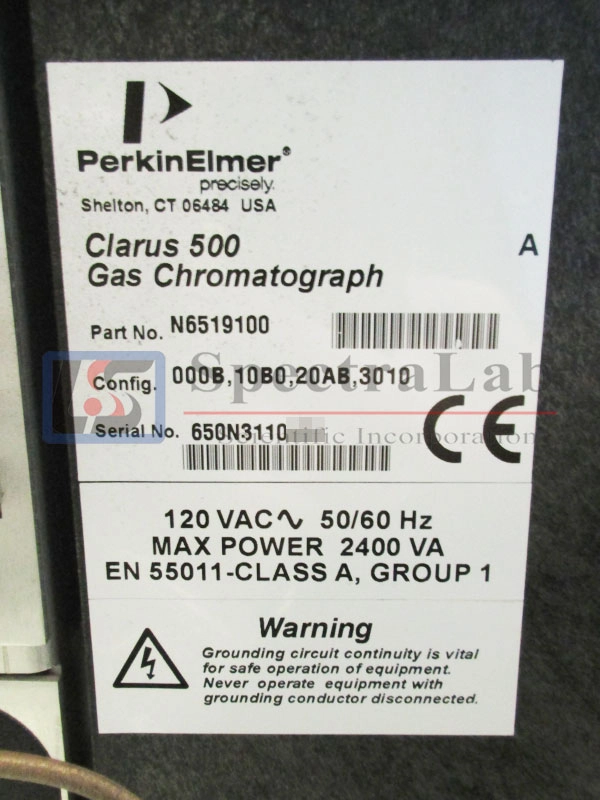 PerkinElmer®
precisely.
Shelton, CT 06484 USA
Clarus 500
A
Gas Chromatograph
Part No. N6519100
Config. 000B,10B0,20AB,3010
SpectraLab
Serial No. 650N3110
Scientific Incorporation
CE
120 VAC∿ 50/60 Hz
MAX POWER 2400 VA
EN 55011-CLASS A, GROUP 1
Warning
Grounding circuit continuity is vital
for safe operation of equipment.
Never operate equipment with
grounding conductor disconnected.